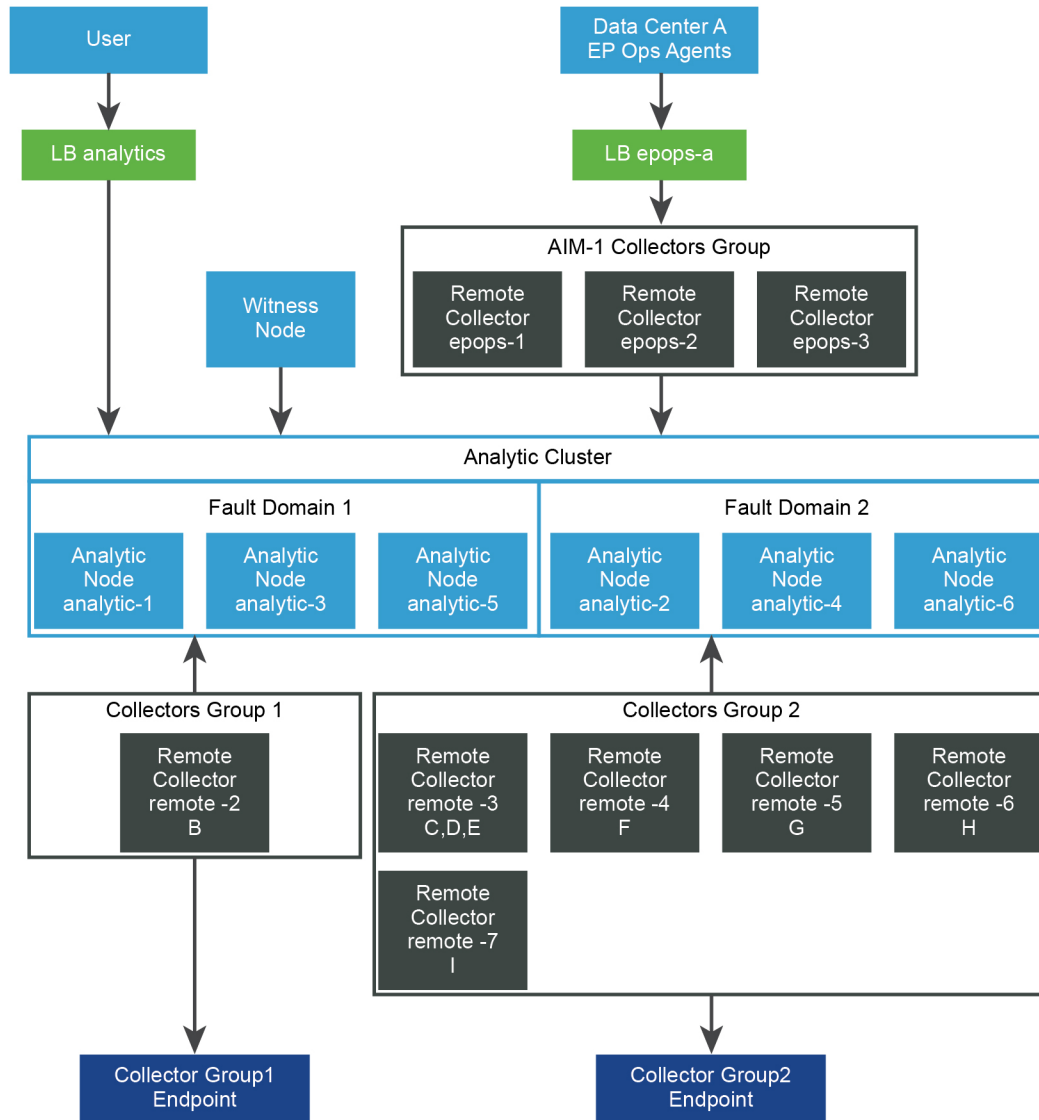 User
Data Center A
EP Ops Agents
LB analytics
LB epops-a
AIM-1 Collectors Group
Witness
Node
Remote
Collector
epops-1
Remote
Collector
epops-2
Remote
Collector
epops-3
Analytic Cluster
Fault Domain 1
Analytic
Node
analytic-1
Analytic
Node
analytic-3
Analytic
Node
analytic-5
Fault Domain 2
Analytic
Node
analytic-2
Analytic
Node
analytic-4
Analytic
Node
analytic-6
Collectors Group 1
Remote
Collector
remote -2
B
Collectors Group 2
Remote
Collector
remote -3
C,D,E
Remote
Collector
remote -4
F
Remote
Collector
remote -5
G
Remote
Collector
remote -6
H
Remote
Collector
remote -7
I
Collector Group1
Endpoint
Collector Group2
Endpoint